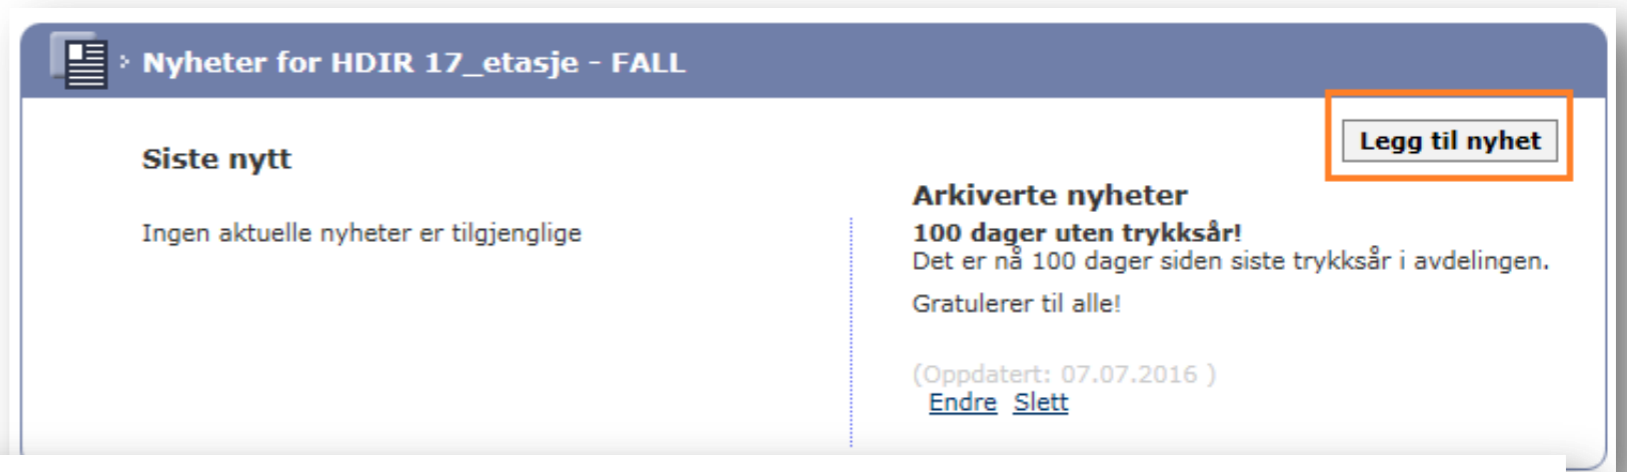 Nyheter for HDIR 17_etasje - FALL
Legg til nyhet
Siste nytt
Ingen aktuelle nyheter er tilgjenglige
Arkiverte nyheter
100 dager uten trykksår!
Det er nå 100 dager siden siste trykksår i avdelingen.
Gratulerer til alle!
(Oppdatert: 07.07.2016 )
Endre Slett